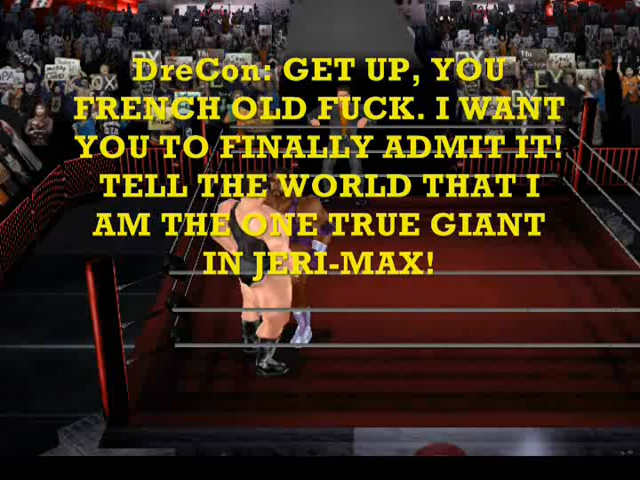 DreCon: GET UP, YOU
FRENCH OLD FUCK. I WANT
YOU TO FINALLY ADMIT IT!
TELL THE WORLD THAT I
AM THE ONE TRUE GIANT
IN JERI-MAX!